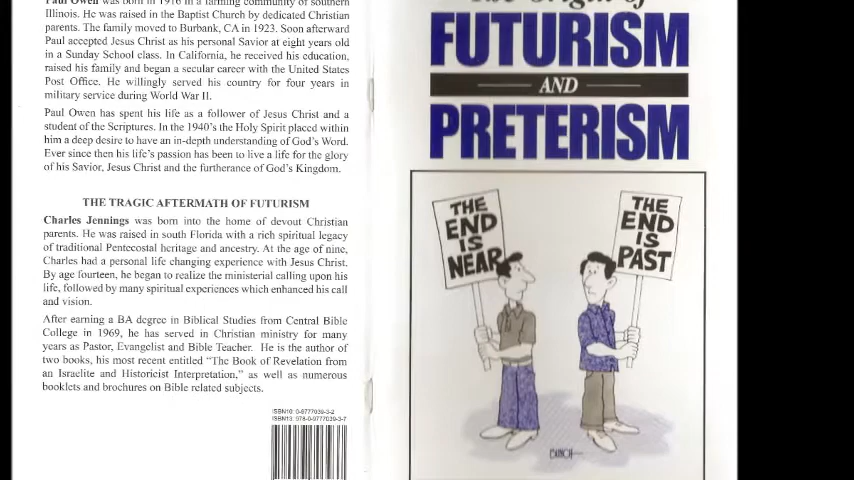 Paul Owen was born in 1916 in a farming community of southern
Illinois. He was raised in the Baptist Church by dedicated Christian
parents. The family moved to Burbank, CA in 1923. Soon afterward
Paul accepted Jesus Christ as his personal Savior at eight years old
in a Sunday School class. In California, he received his education,
raised his family and began a secular career with the United States
Post Office. He willingly served his country for four years in
military service during World War II.
Paul Owen has spent his life as a follower of Jesus Christ and a
student of the Scriptures. In the 1940's the Holy Spirit placed within
him a deep desire to have an in-depth understanding of God's Word.
Ever since then his life's passion has been to live a life for the glory
of his Savior, Jesus Christ and the furtherance of God's Kingdom.
THE TRAGIC AFTERMATH OF FUTURISM
Charles Jennings was born into the home of devout Christian
parents. He was raised in south Florida with a rich spiritual legacy
of traditional Pentecostal heritage and ancestry. At the age of nine,
Charles had a personal life changing experience with Jesus Christ.
By age fourteen, he began to realize the ministerial calling upon his
life, followed by many spiritual experiences which enhanced his call
and vision.
After earning a BA degree in Biblical Studies from Central Bible
College in 1969, he has served in Christian ministry for many
years as Pastor, Evangelist and Bible Teacher. He is the author of
two books, his most recent entitled “The Book of Revelation from
an Israelite and Historicist Interpretation,” as well as numerous
booklets and brochures on Bible related subjects.
ISBN10: 0-9777039-3-2
ISBN13: 978-0-9777039-3-7
The Origin of
FUTURISM
AND
PRETERISM
THE
END
IS
NEAR
THE
END
IS
PAST